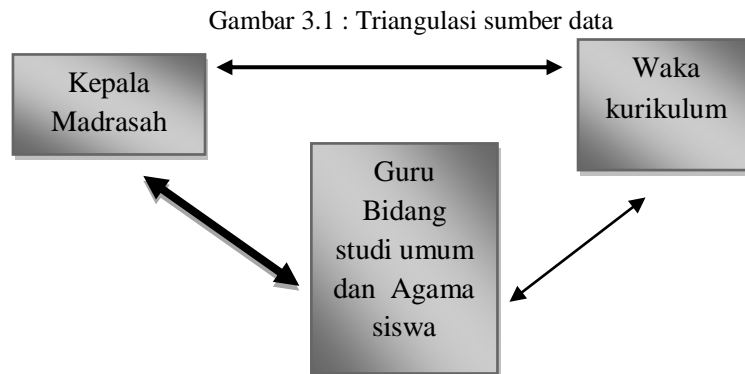 Gambar 3.1 : Triangulasi sumber data
Kepala
Madrasah
Waka
kurikulum
Guru
Bidang
studi umum
dan Agama
siswa